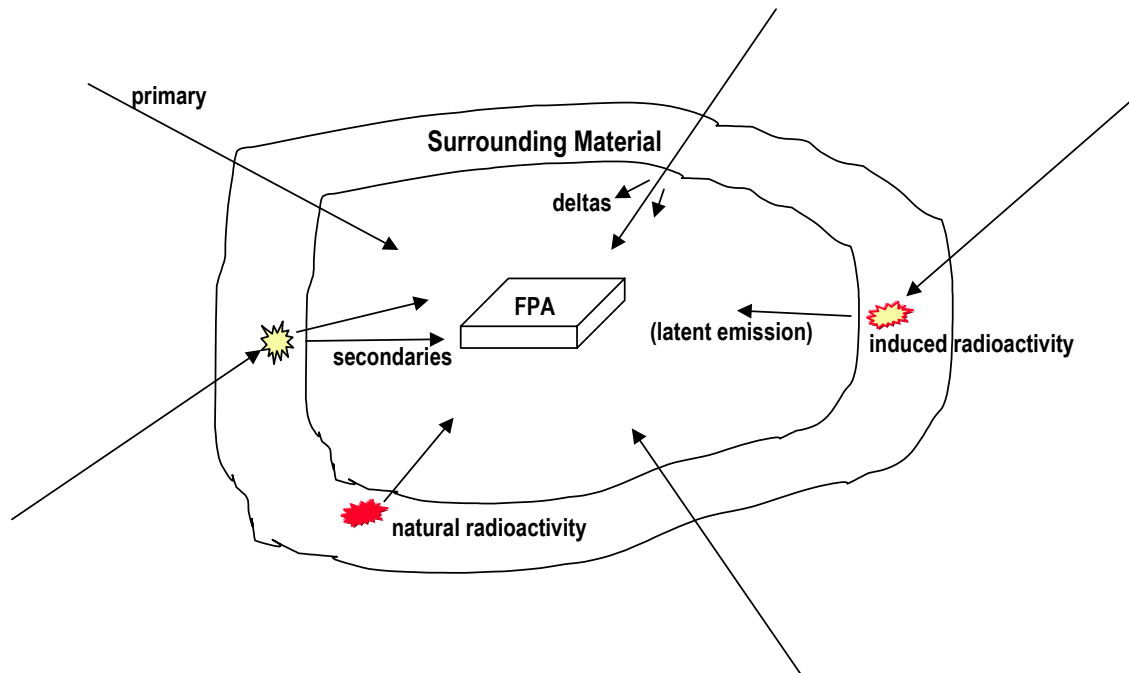 primary
Surrounding Material
deltas
FPA
(latent emission)
secondaries
induced radioactivity
natural radioactivity